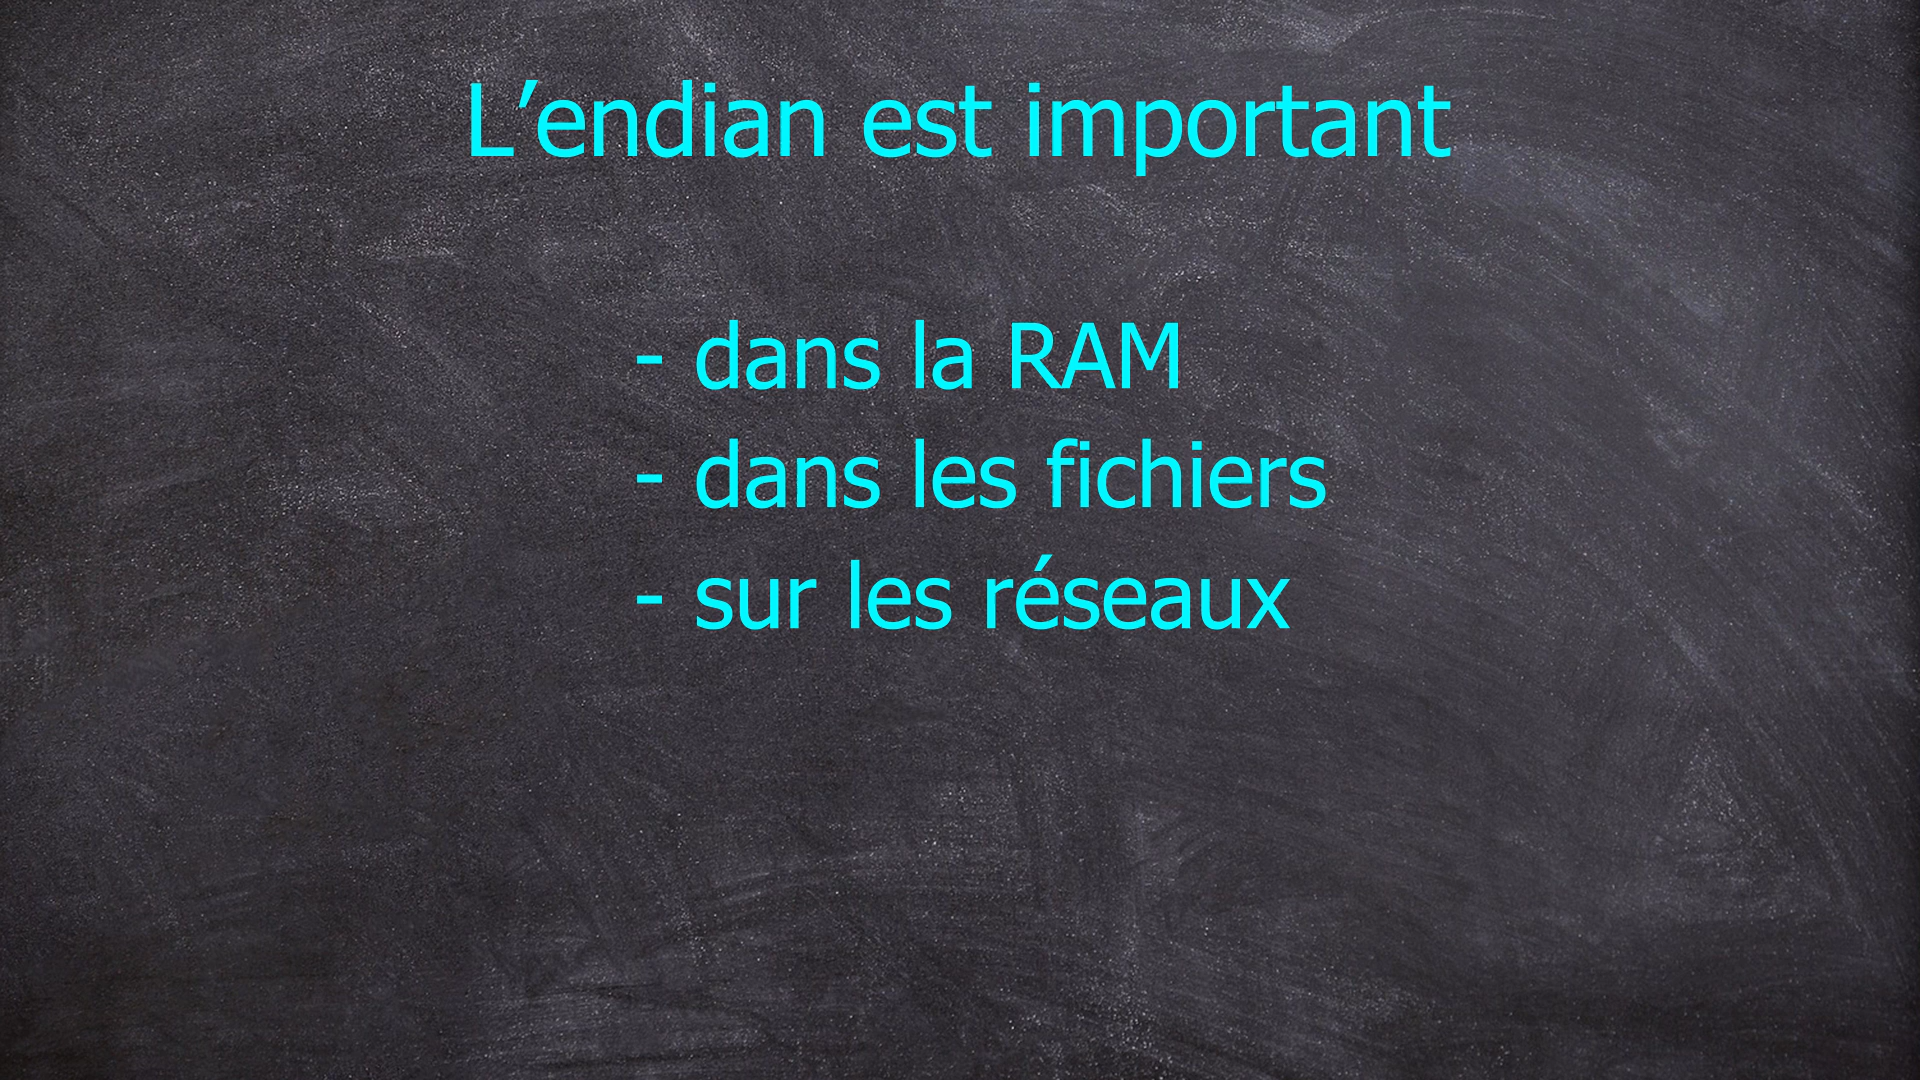 L’endian est important
- dans la RAM
- dans les fichiers
- sur les réseaux